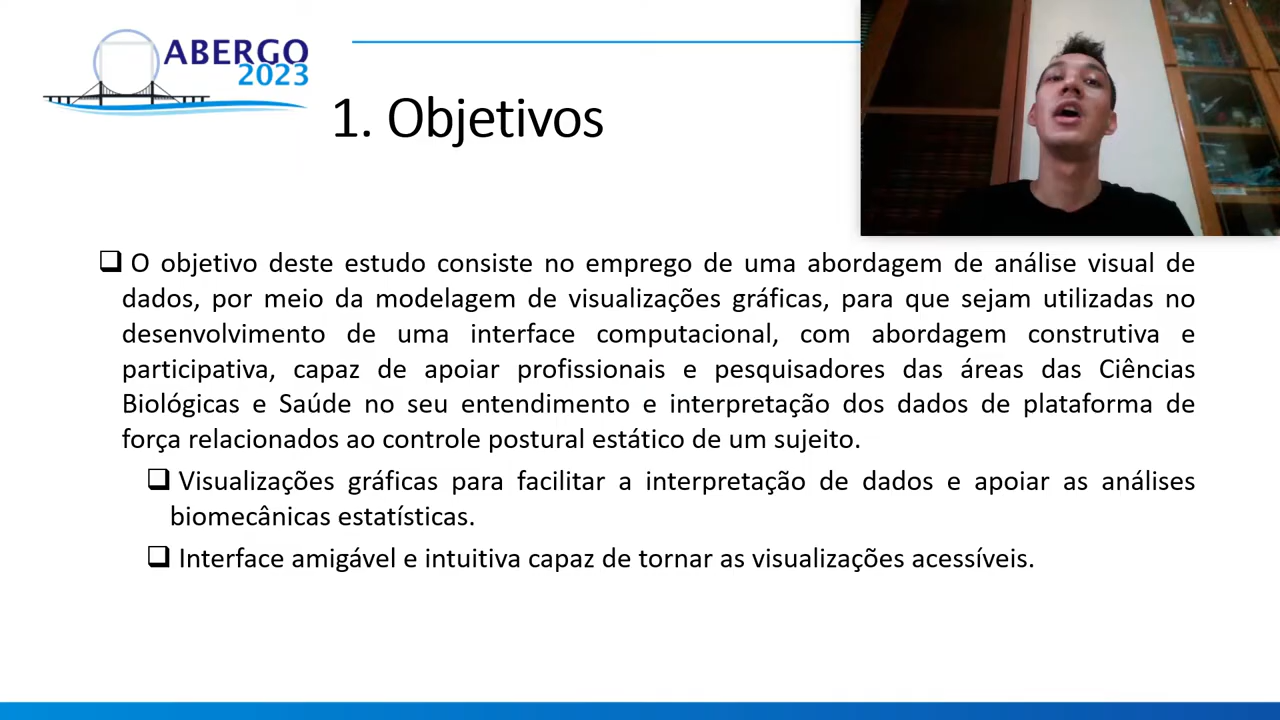 ABERGO
2023
1. Objetivos
O objetivo deste estudo consiste no emprego de uma abordagem de análise visual de
dados, por meio da modelagem de visualizações gráficas, para que sejam utilizadas no
desenvolvimento de uma interface computacional, com abordagem construtiva e
participativa, capaz de apoiar profissionais e pesquisadores das áreas das Ciências
Biológicas e Saúde no seu entendimento e interpretação dos dados de plataforma de
força relacionados ao controle postural estático de um sujeito.
Visualizações gráficas para facilitar a interpretação de dados e apoiar as análises
biomecânicas estatísticas.
Interface amigável e intuitiva capaz de tornar as visualizações acessíveis.